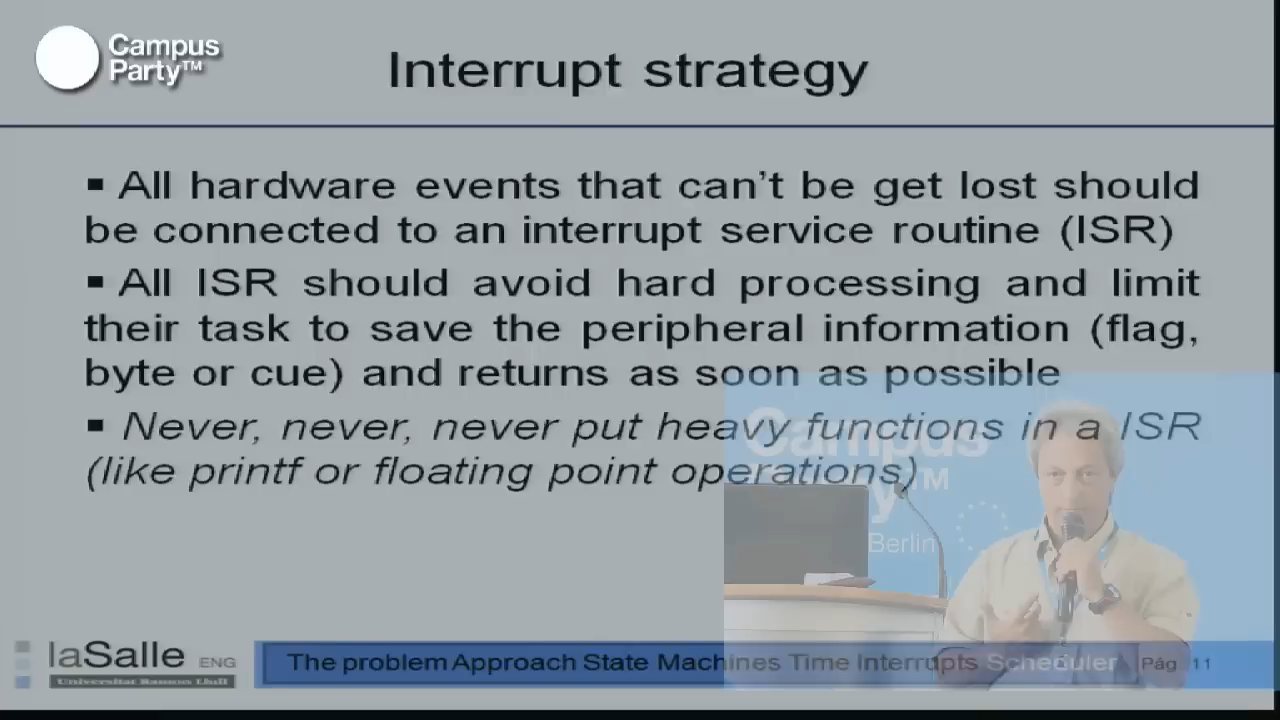 Campus
Party™
Interrupt strategy
▪ All hardware events that can't be get lost should
be connected to an interrupt service routine (ISR)
▪ All ISR should avoid hard processing and limit
their task to save the peripheral information (flag,
byte or cue) and returns as soon as possible
▪ Never, never, never put heavy functions in a ISR
(like printf or floating point operations)
Campus
Party™
Berlin
laSalle ENG
Universitat Ramon Llull
The problem Approach State Machines Time Interrupts Scheduler Pág. 11